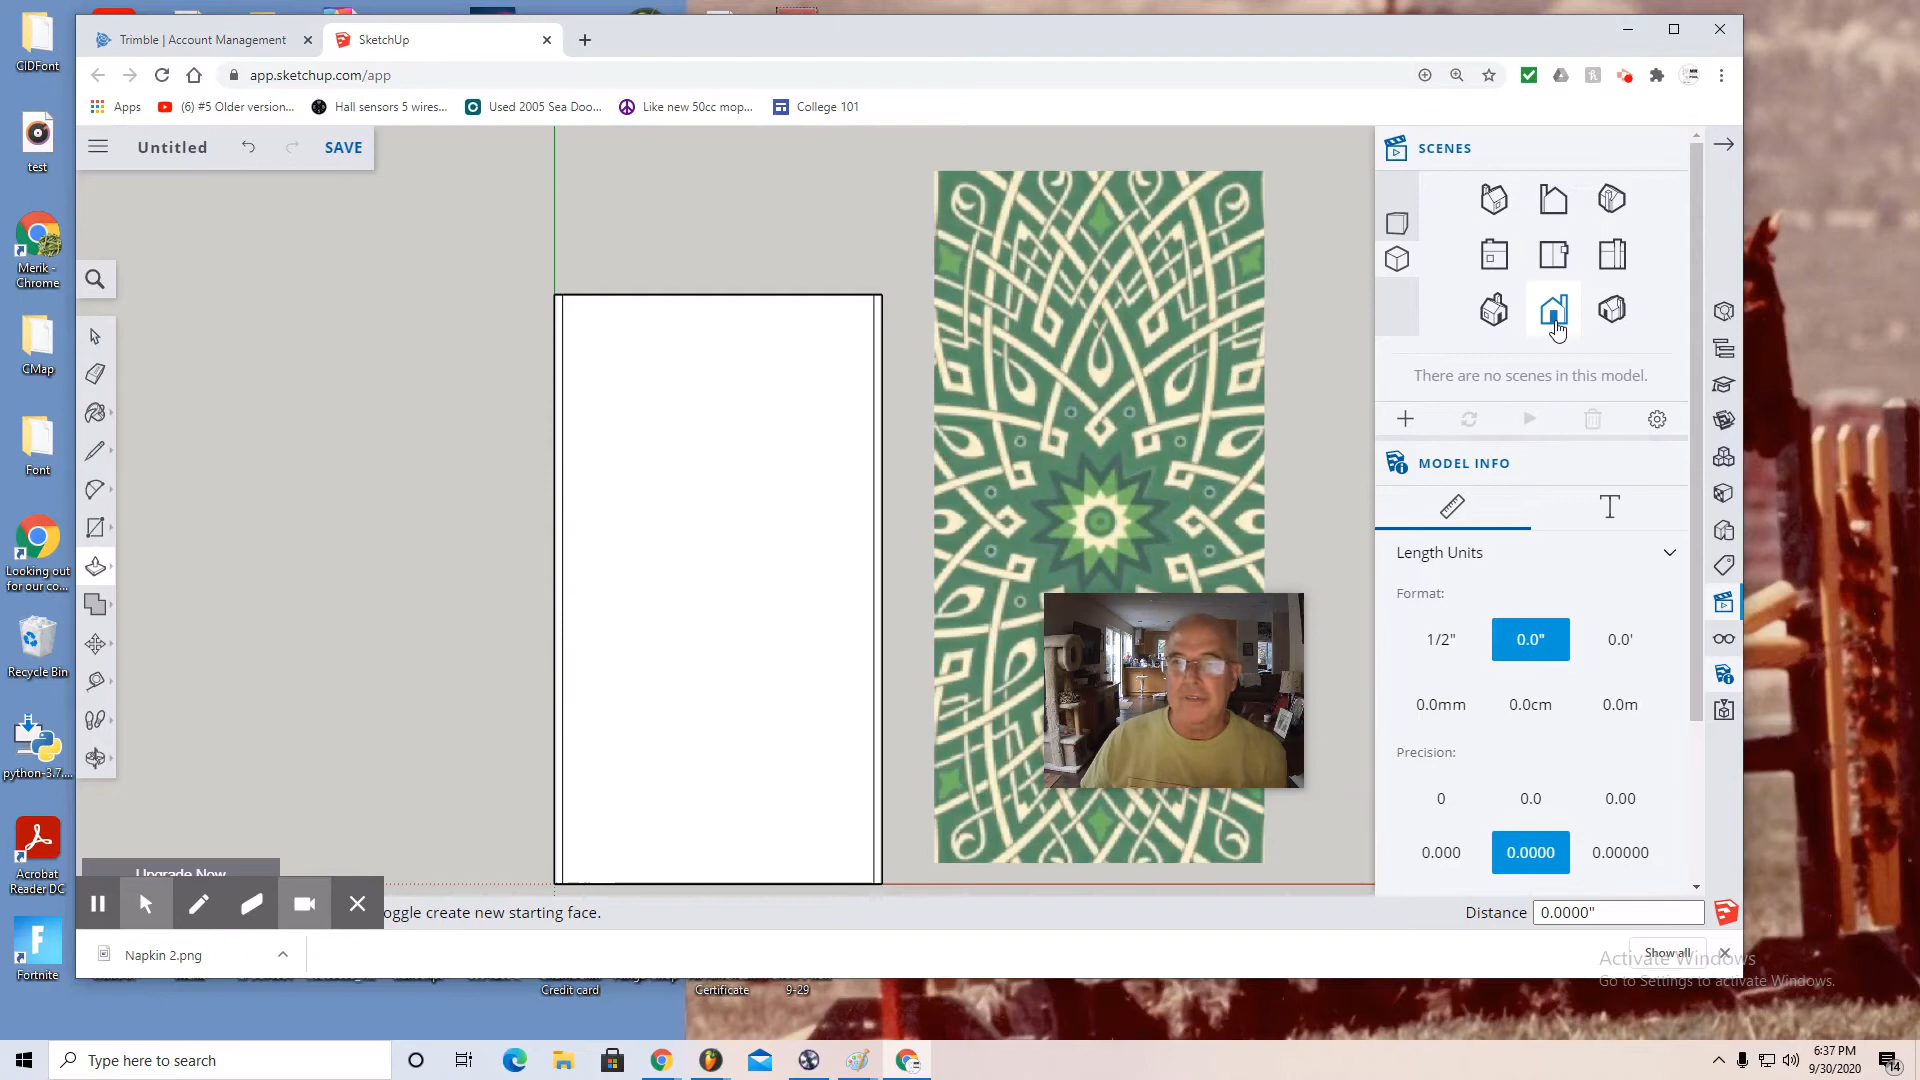 CIDFont
test
Merik - Chrome
CMap
Font
Looking out for our co...
Recycle Bin
python-3.7....
Acrobat Reader DC
Fortnite
Trimble | Account Management
SketchUp
app.sketchup.com/app
Apps
(6) #5 Older version...
Hall sensors 5 wires...
Used 2005 Sea Doo...
Like new 50cc mop...
College 101
Untitled
SAVE
SCENES
There are no scenes in this model.
MODEL INFO
Length Units
Format:
1/2"
0.0"
0.0'
0.0mm
0.0cm
0.0m
Precision:
0
0.0
0.00
0.000
0.0000
0.00000
Upgrade Now
oggle create new starting face.
Distance
0.0000"
Napkin 2.png
Show all
Activate Windows
Go to Settings to activate Windows.
Credit card
Certificate
9-29
Type here to search
6:37 PM
9/30/2020
14